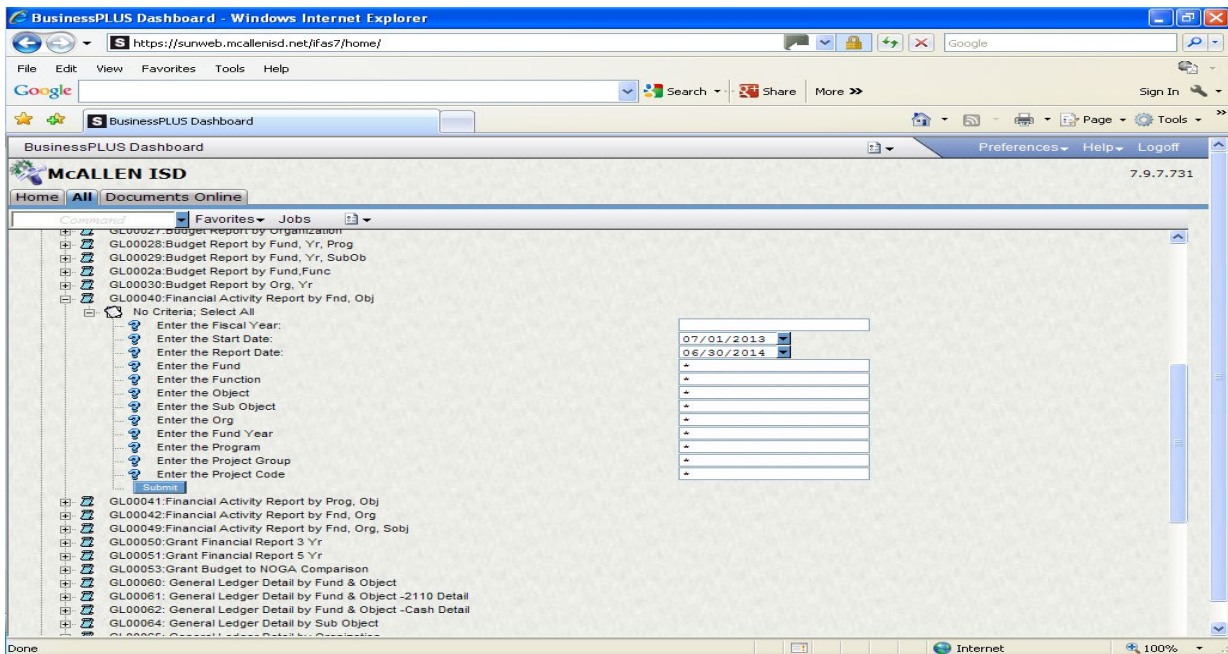 BusinessPLUS Dashboard - Windows Internet Explorer
https://sunweb.mcallenisd.net/ifas7/home/
Google
File Edit View Favorites Tools Help
Google Search Share More >> Sign In
BusinessPLUS Dashboard Page Tools >>
BusinessPLUS Dashboard Preferences Help Logoff
McALLEN ISD 7.9.7.731
Home All Documents Online
Command Favorites Jobs
GL00027:Budget Report by Organization
GL00028:Budget Report by Fund, Yr, Prog
GL00029:Budget Report by Fund, Yr, SubOb
GL0002a:Budget Report by Fund,Func
GL00030:Budget Report by Org, Yr
GL00040:Financial Activity Report by Fnd, Obj
No Criteria; Select All
Enter the Fiscal Year:
Enter the Start Date: 07/01/2013
Enter the Report Date: 06/30/2014
Enter the Fund *
Enter the Function *
Enter the Object *
Enter the Sub Object *
Enter the Org *
Enter the Fund Year *
Enter the Program *
Enter the Project Group *
Enter the Project Code *
Submit
GL00041:Financial Activity Report by Prog, Obj
GL00042:Financial Activity Report by Fnd, Org
GL00049:Financial Activity Report by Fnd, Org, Sobj
GL00050:Grant Financial Report 3 Yr
GL00051:Grant Financial Report 5 Yr
GL00053:Grant Budget to NOGA Comparison
GL00060: General Ledger Detail by Fund & Object
GL00061: General Ledger Detail by Fund & Object -2110 Detail
GL00062: General Ledger Detail by Fund & Object -Cash Detail
GL00064: General Ledger Detail by Sub Object
Done Internet 100%